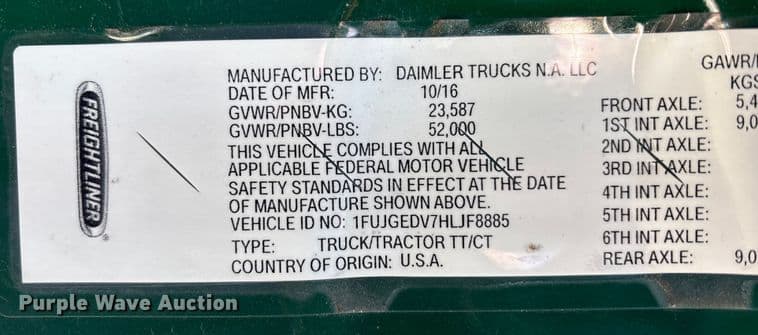 FREIGHTLINER
MANUFACTURED BY: DAIMLER TRUCKS N.A. LLC
DATE OF MFR: 10/16
GVWR/PNBV-KG: 23,587
GVWR/PNBV-LBS: 52,000
THIS VEHICLE COMPLIES WITH ALL
APPLICABLE FEDERAL MOTOR VEHICLE
SAFETY STANDARDS IN EFFECT AT THE DATE
OF MANUFACTURE SHOWN ABOVE.
VEHICLE ID NO: 1FUJGEDV7HLJF8885
TYPE: TRUCK/TRACTOR TT/CT
COUNTRY OF ORIGIN: U.S.A.
GAWR/
KGS
FRONT AXLE: 5,4
1ST INT AXLE: 9,0
2ND INT AXLE:
3RD INT AXLE:
4TH INT AXLE:
5TH INT AXLE:
6TH INT AXLE:
REAR AXLE: 9,0
Purple Wave Auction